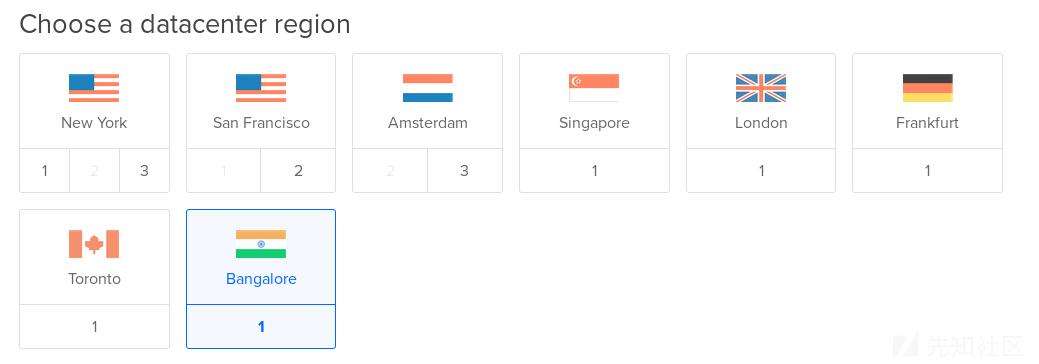 Choose a datacenter region
New York
San Francisco
Amsterdam
Singapore
London
Frankfurt
1 2 3
1 2
2 3
1
1
1
Toronto
Bangalore
1
1
先知社区